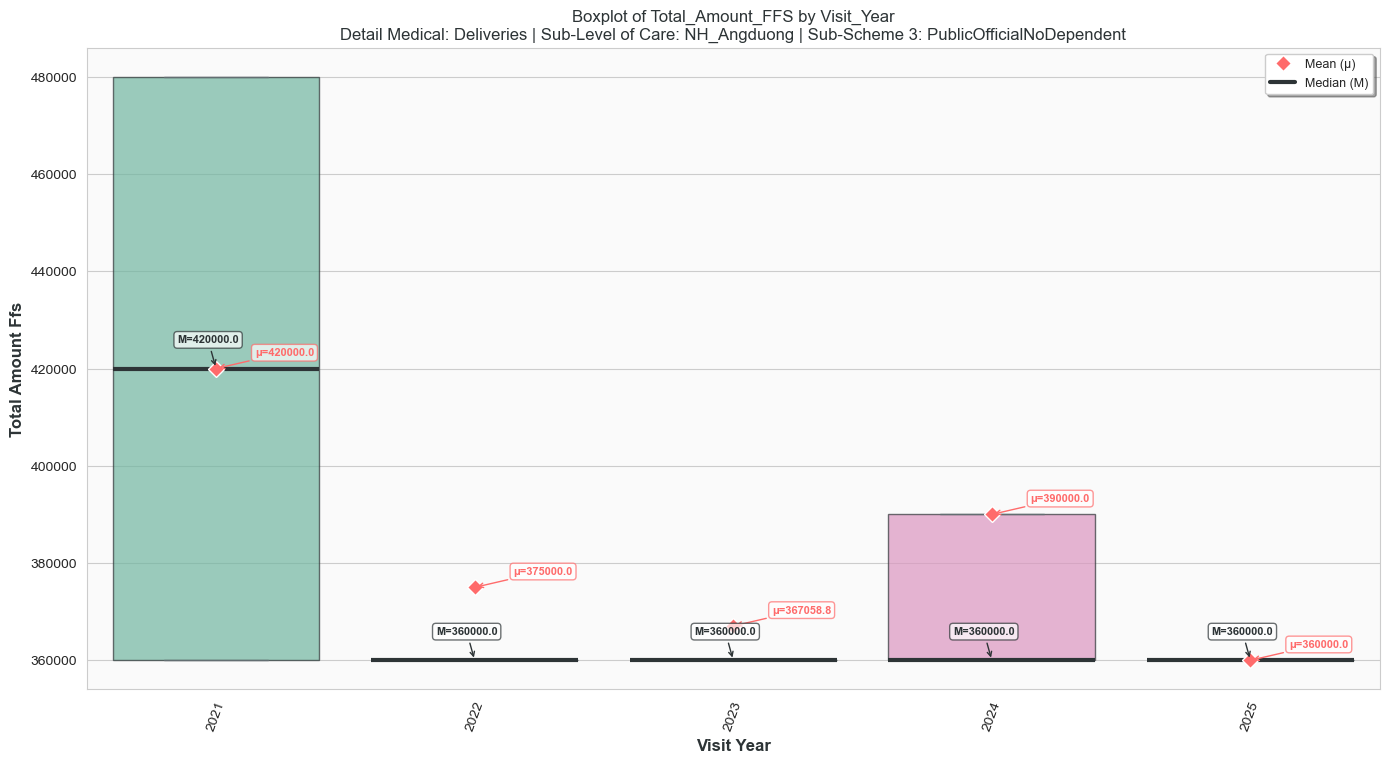 Boxplot of Total_Amount_FFS by Visit_Year
Detail Medical: Deliveries | Sub-Level of Care: NH_Angduong | Sub-Scheme 3: PublicOfficialNoDependent
Mean (μ)
Median (M)
Total Amount Ffs
480000
460000
440000
420000
400000
380000
360000
M=420000.0
μ=420000.0
μ=375000.0
M=360000.0
μ=367058.8
M=360000.0
μ=390000.0
M=360000.0
M=360000.0
μ=360000.0
2021
2022
2023
2024
2025
Visit Year